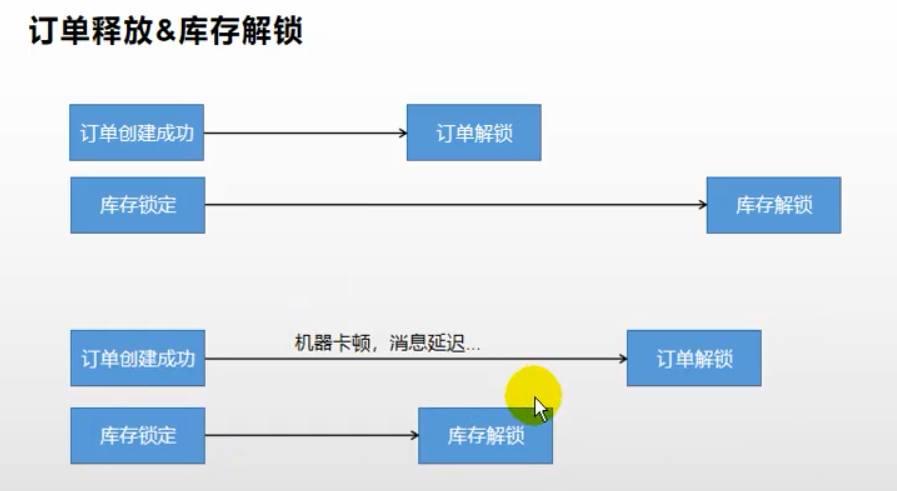 订单释放&库存解锁
订单创建成功
订单解锁
库存锁定
库存解锁
机器卡顿，消息延迟...
订单创建成功
订单解锁
库存锁定
库存解锁